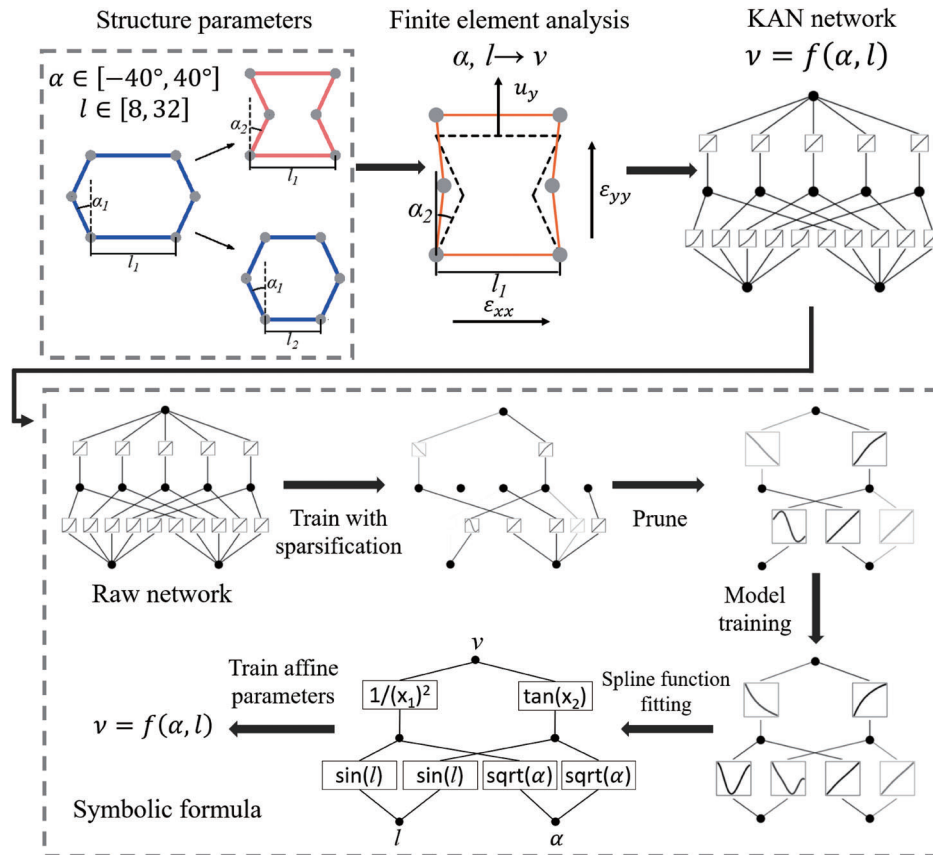 Structure parameters
α ∈ [−40°, 40°]
l ∈ [8, 32]
α₂
l₁
α₁
l₁
α₁
l₂
Finite element analysis
α, l→ ν
u_y
ε_yy
α₂
l₁
ε_xx
KAN network
ν = f(α, l)
Raw network
Train with
sparsification
Prune
Model
training
Spline function
fitting
ν
1/(x₁)²
tan(x₂)
sin(l)
sin(l)
sqrt(α)
sqrt(α)
l
α
Train affine
parameters
ν = f(α, l)
Symbolic formula